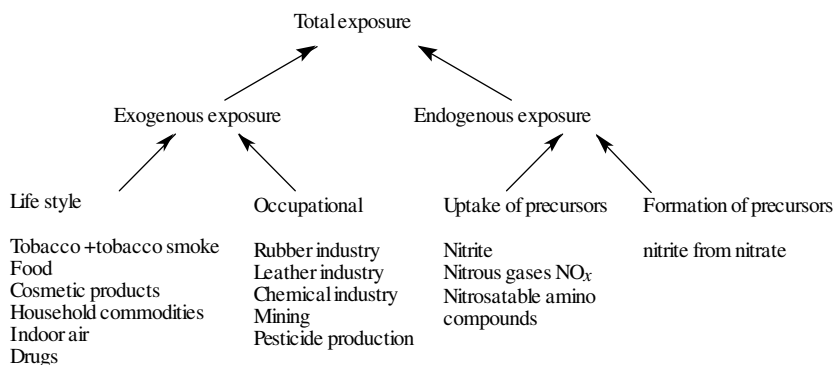 Total exposure
Exogenous exposure
Endogenous exposure
Life style
Tobacco +tobacco smoke
Food
Cosmetic products
Household commodities
Indoor air
Drugs
Occupational
Rubber industry
Leather industry
Chemical industry
Mining
Pesticide production
Uptake of precursors
Nitrite
Nitrous gases NOx
Nitrosatable amino
compounds
Formation of precursors
nitrite from nitrate